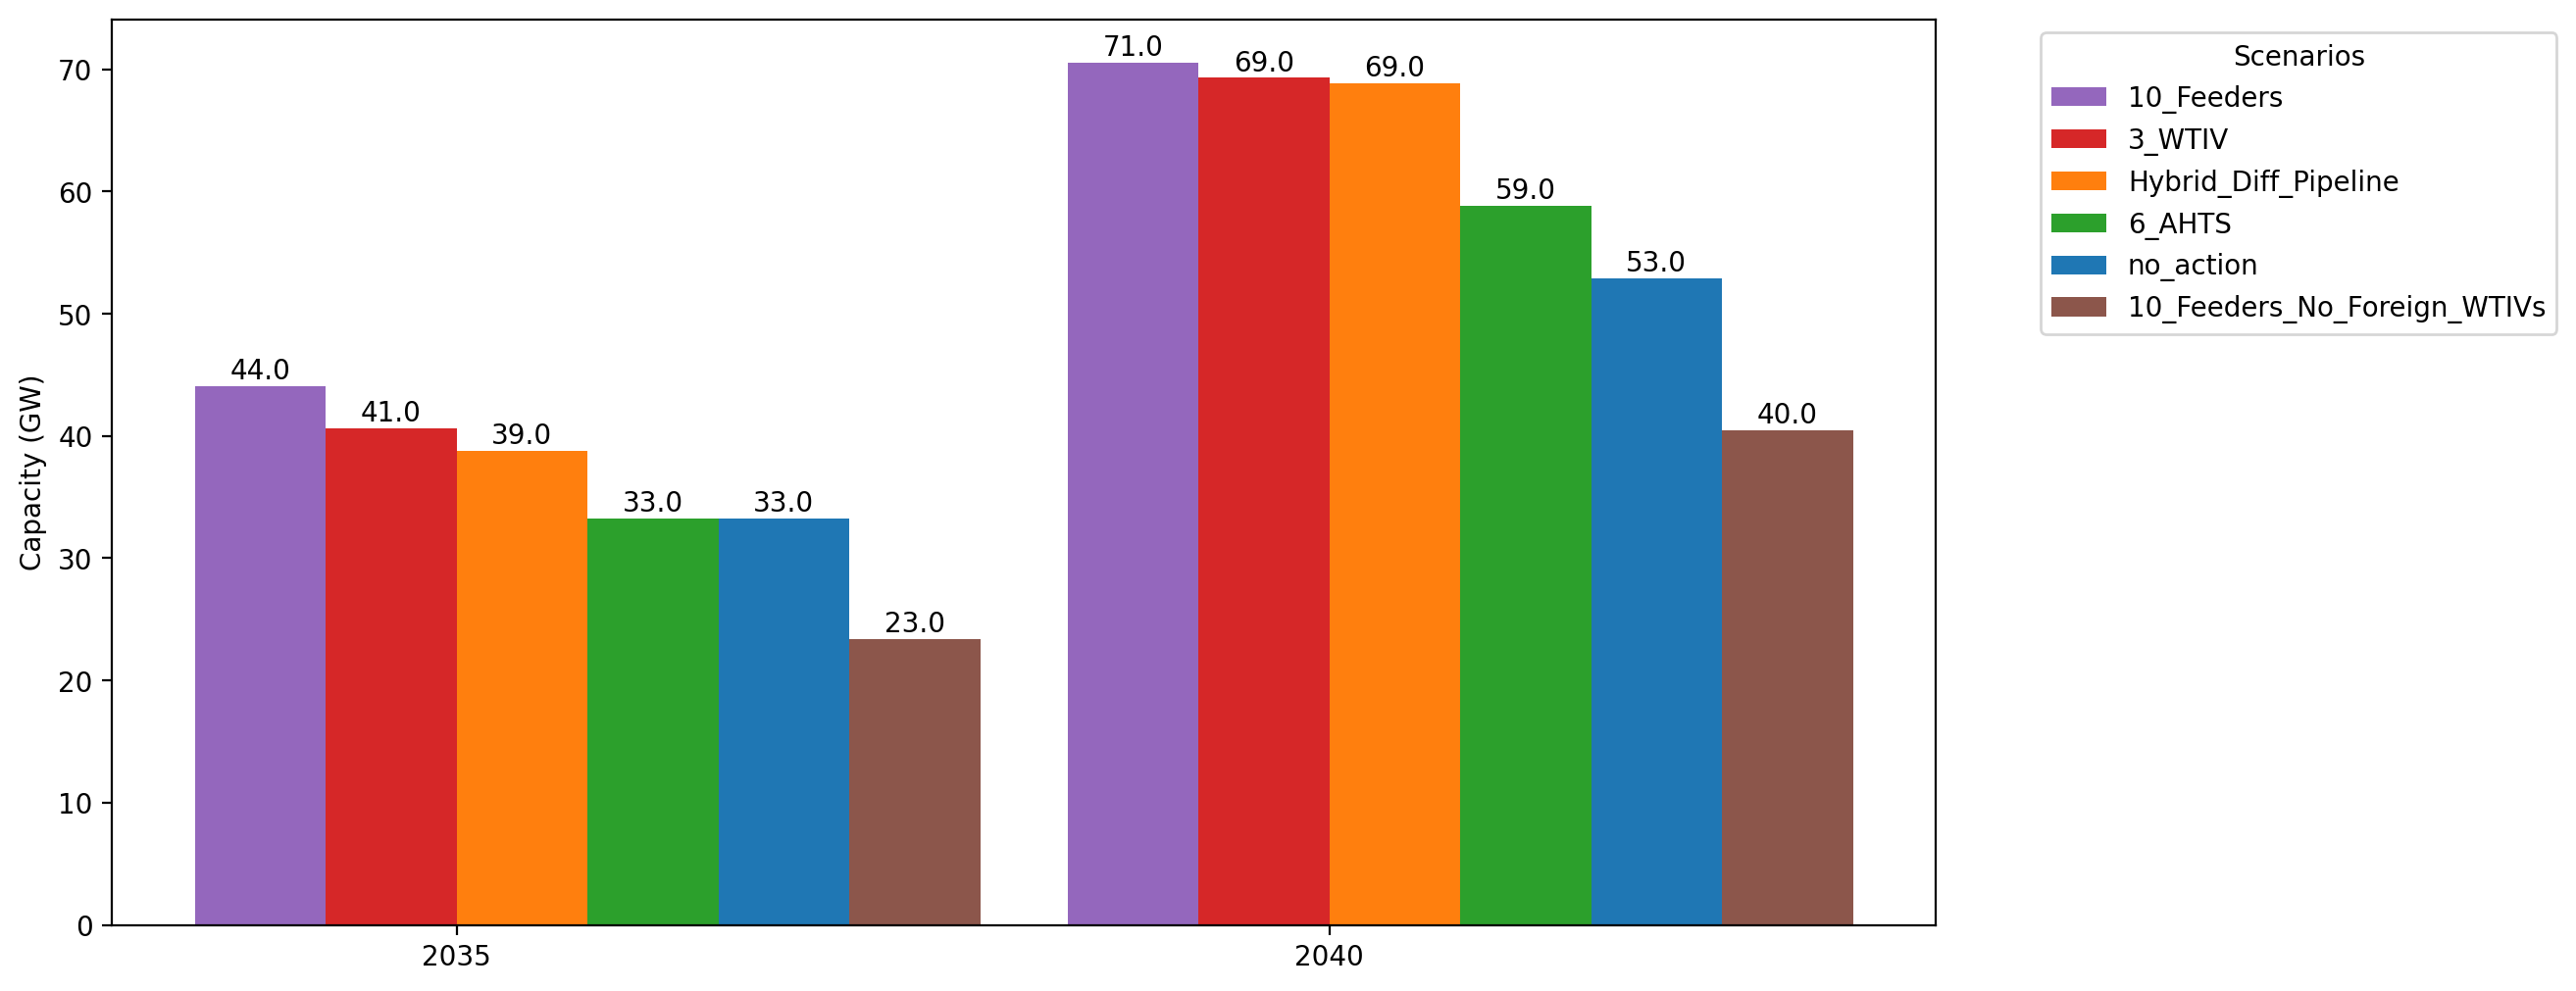 Capacity (GW)
70
60
50
40
30
20
10
0
44.0
41.0
39.0
33.0
33.0
23.0
71.0
69.0
69.0
59.0
53.0
40.0
2035
2040
Scenarios
10_Feeders
3_WTIV
Hybrid_Diff_Pipeline
6_AHTS
no_action
10_Feeders_No_Foreign_WTIVs